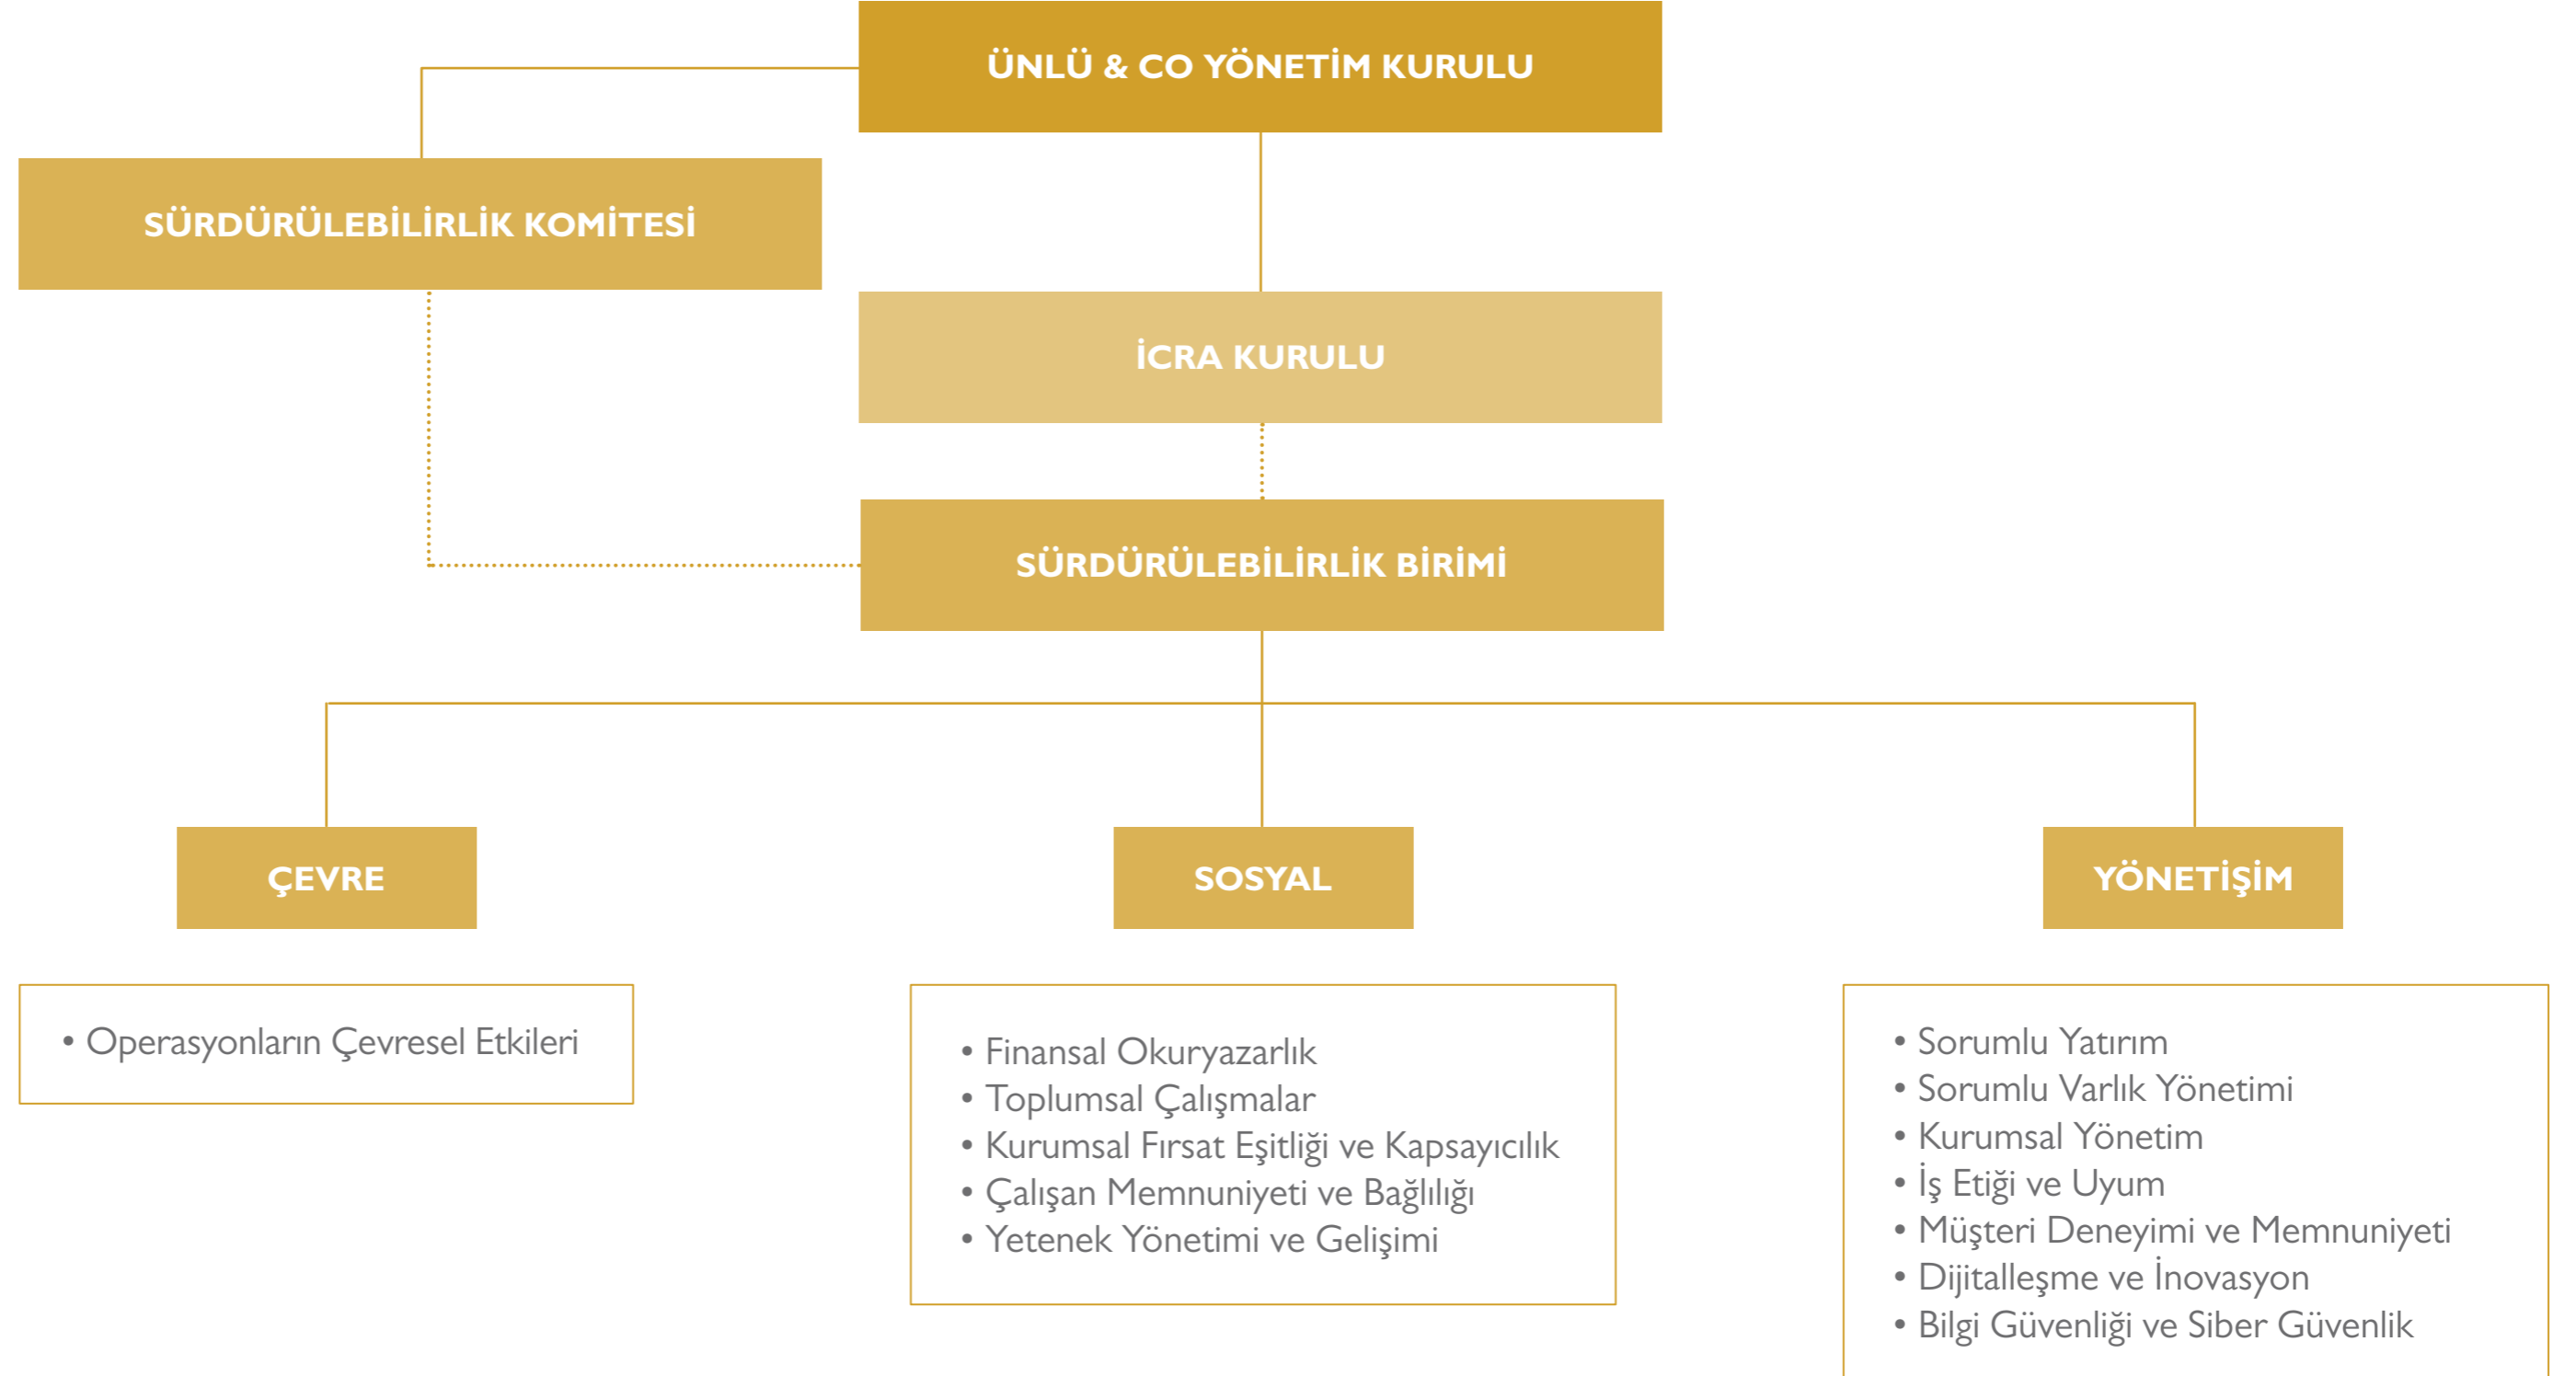 ÜNLÜ & CO YÖNETİM KURULU
SÜRDÜRÜLEBİLİRLİK KOMİTESİ
İCRA KURULU
SÜRDÜRÜLEBİLİRLİK BİRİMİ
ÇEVRE
• Operasyonların Çevresel Etkileri
SOSYAL
• Finansal Okuryazarlık
• Toplumsal Çalışmalar
• Kurumsal Fırsat Eşitliği ve Kapsayıcılık
• Çalışan Memnuniyeti ve Bağlılığı
• Yetenek Yönetimi ve Gelişimi
YÖNETİŞİM
• Sorumlu Yatırım
• Sorumlu Varlık Yönetimi
• Kurumsal Yönetim
• İş Etiği ve Uyum
• Müşteri Deneyimi ve Memnuniyeti
• Dijitalleşme ve İnovasyon
• Bilgi Güvenliği ve Siber Güvenlik